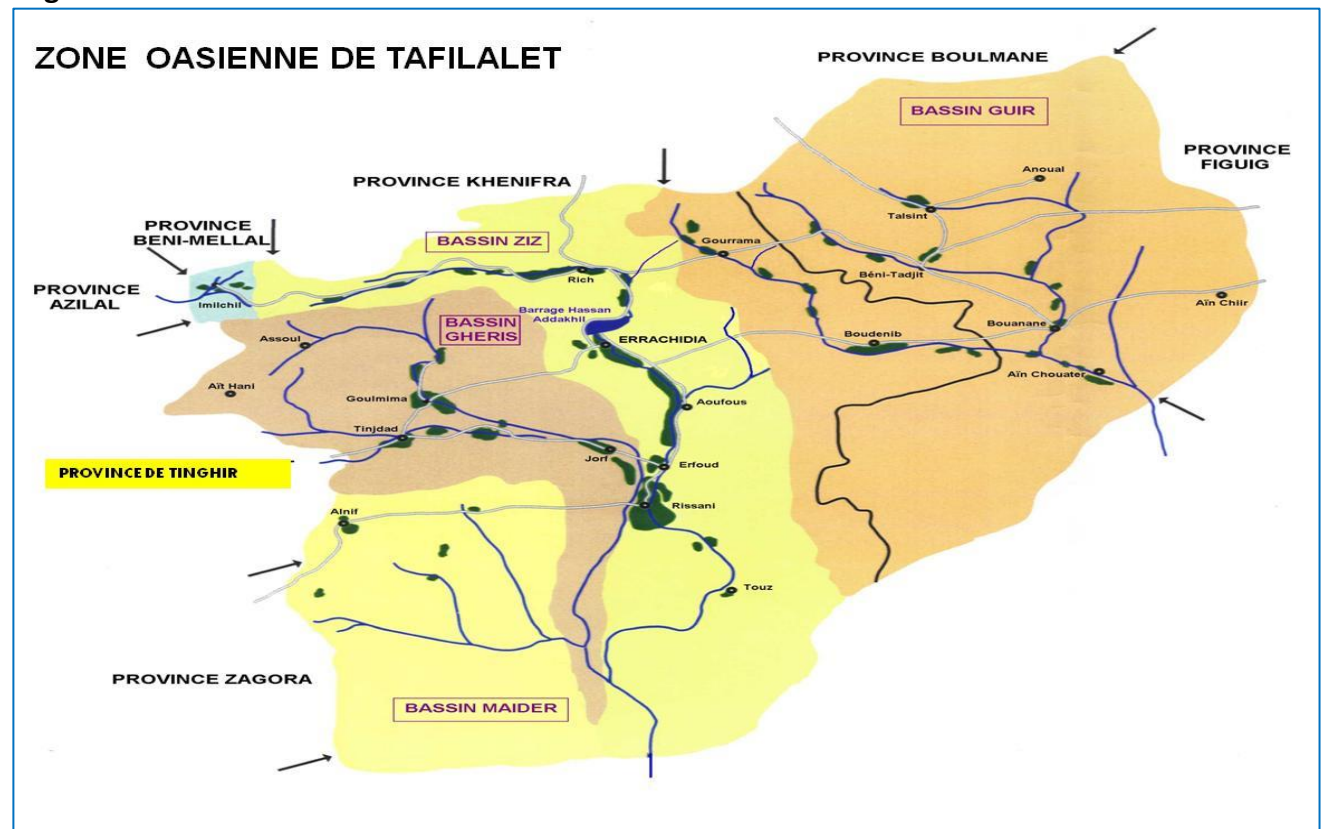 ZONE OASIENNE DE TAFILALET
PROVINCE BOULMANE
BASSIN GUIR
PROVINCE
FIGUIG
Anoual
PROVINCE KHENIFRA
Talsint
PROVINCE
BENI-MELLAL
BASSIN ZIZ
Gourrama
Rich
Béni-Tadjit
PROVINCE
AZILAL
Imilchil
Aïn Chiir
Barrage Hassan
Addakhil
BASSIN
GHERIS
Bouanane
Assoul
ERRACHIDIA
Boudenib
Aïn Chouater
Aït Hani
Goulmima
Aoufous
Tinjdad
Jorf
Erfoud
PROVINCE DE TINGHIR
Rissani
Alnif
Touz
PROVINCE ZAGORA
BASSIN MAIDER